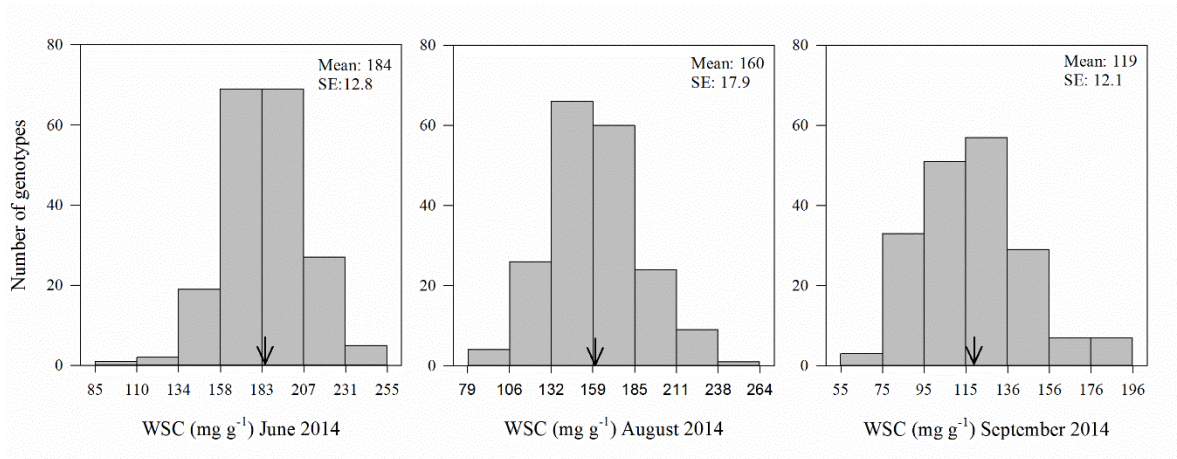 Number of genotypes
80
60
40
20
0
Mean: 184
SE:12.8
85 110 134 158 183 207 231 255
WSC (mg g-1) June 2014
80
60
40
20
0
Mean: 160
SE: 17.9
79 106 132 159 185 211 238 264
WSC (mg g-1) August 2014
80
60
40
20
0
Mean: 119
SE: 12.1
55 75 95 115 136 156 176 196
WSC (mg g-1) September 2014